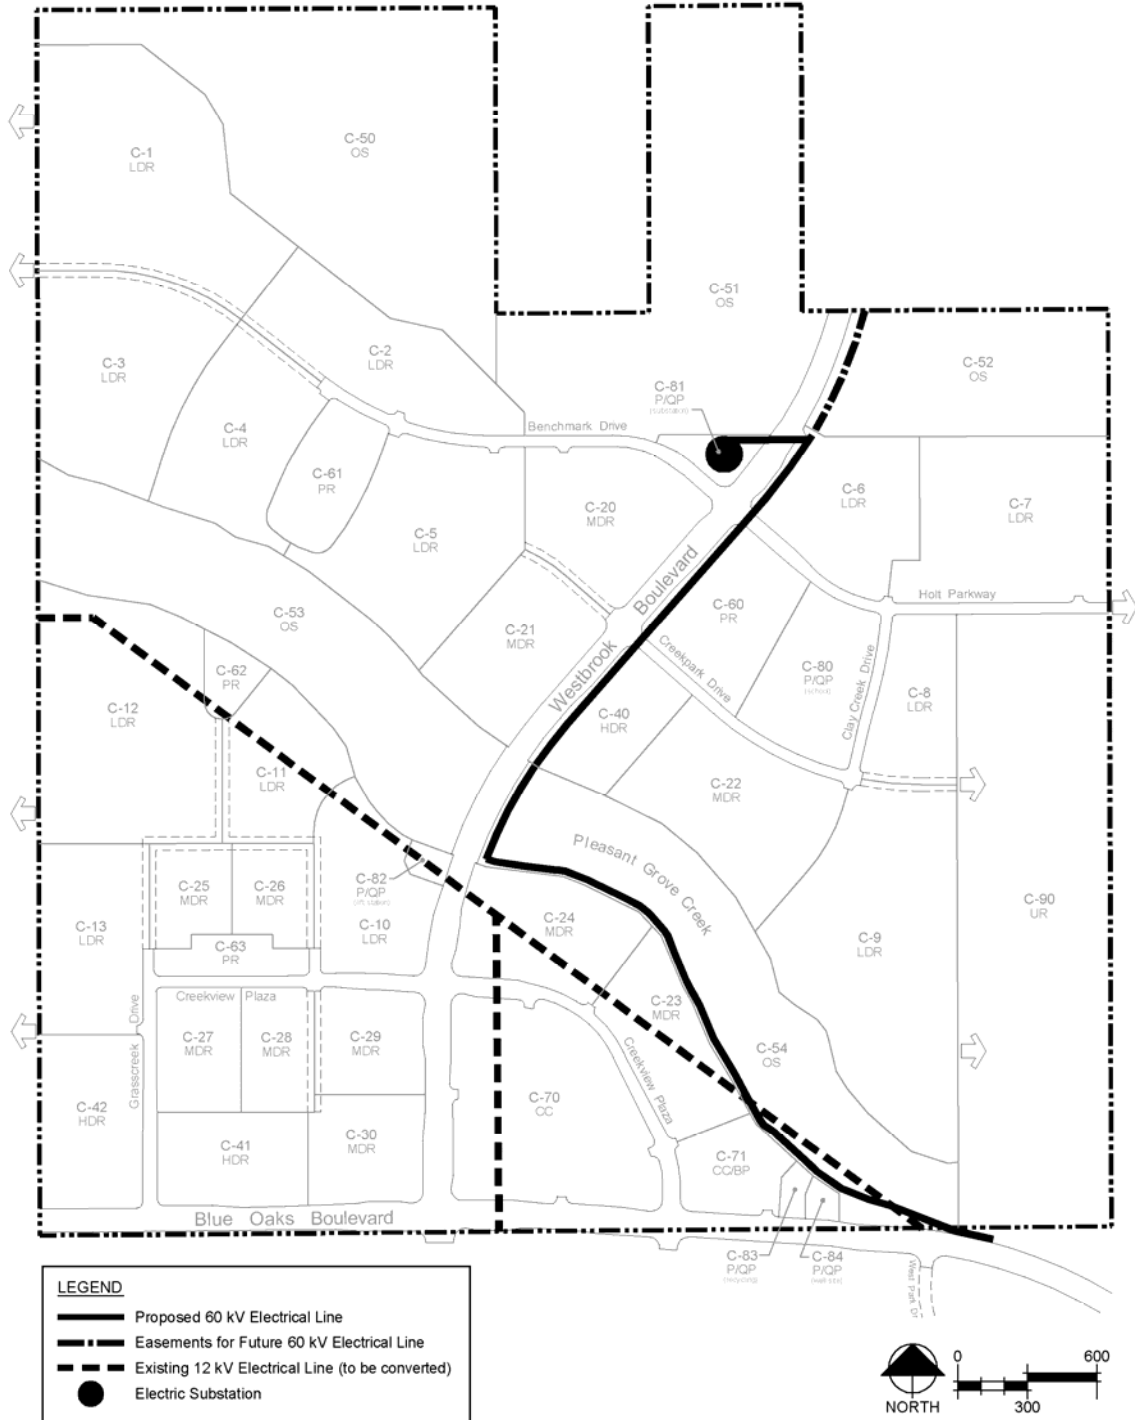 C-50
OS
C-1
LDR
C-51
OS
C-2
LDR
C-3
LDR
C-52
OS
C-81
P/QP
(substation)
C-4
LDR
Benchmark Drive
C-61
PR
C-20
MDR
C-6
LDR
C-7
LDR
C-5
LDR
Holt Parkway
C-53
OS
C-60
PR
Westbrook Boulevard
C-21
MDR
Creekpark Drive
C-80
P/QP
(school)
Clay Creek Drive
C-62
PR
C-8
LDR
C-12
LDR
C-40
HDR
C-11
LDR
C-22
MDR
Pleasant Grove Creek
C-82
P/QP
(lift station)
C-25
MDR
C-26
MDR
C-90
UR
C-24
MDR
C-10
LDR
C-13
LDR
C-9
LDR
C-63
PR
Creekview Plaza
C-23
MDR
Grasscreek Drive
C-27
MDR
C-28
MDR
C-29
MDR
C-54
OS
Creekview Plaza
C-70
CC
C-42
HDR
C-30
MDR
C-41
HDR
C-71
CC/BP
Blue Oaks Boulevard
C-83
P/QP
(recycling)
C-84
P/QP
(well site)
West Park Dr
LEGEND
Proposed 60 kV Electrical Line
Easements for Future 60 kV Electrical Line
Existing 12 kV Electrical Line (to be converted)
Electric Substation
NORTH
0
600
300